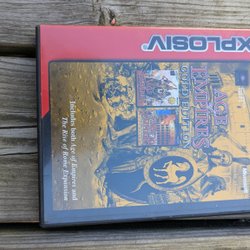 XPLOSIV
AGE OF
EMPIRES
GOLD EDITION
Includes both Age of Empires and
The Rise of Rome Expansion
Microsoft